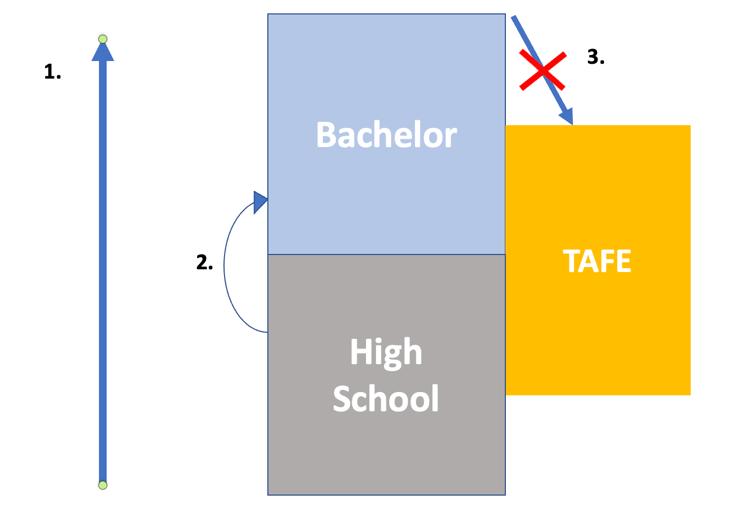 1.
3.
Bachelor
2.
TAFE
High
School